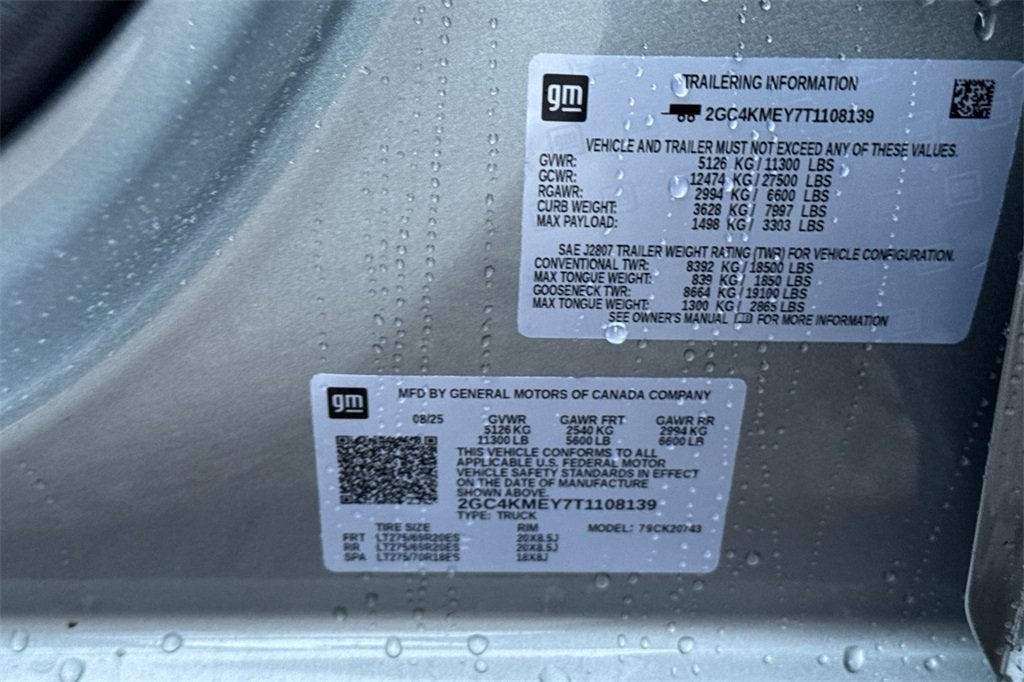 gm
TRAILERING INFORMATION
2GC4KMEY7T1108139
VEHICLE AND TRAILER MUST NOT EXCEED ANY OF THESE VALUES.
GVWR: 5126 KG / 11300 LBS
GCWR: 12474 KG / 27500 LBS
RGAWR: 2994 KG / 6600 LBS
CURB WEIGHT: 3628 KG / 7997 LBS
MAX PAYLOAD: 1498 KG / 3303 LBS
SAE J2807 TRAILER WEIGHT RATING (TWR) FOR VEHICLE CONFIGURATION.
CONVENTIONAL TWR: 8392 KG / 18500 LBS
MAX TONGUE WEIGHT: 839 KG / 1850 LBS
GOOSENECK TWR: 8664 KG / 19100 LBS
MAX TONGUE WEIGHT: 1300 KG / 2865 LBS
SEE OWNER'S MANUAL FOR MORE INFORMATION
gm
MFD BY GENERAL MOTORS OF CANADA COMPANY
08/25 GVWR GAWR FRT GAWR RR
5126 KG 2540 KG 2994 KG
11300 LB 5600 LB 6600 LB
THIS VEHICLE CONFORMS TO ALL
APPLICABLE U.S. FEDERAL MOTOR
VEHICLE SAFETY STANDARDS IN EFFECT
ON THE DATE OF MANUFACTURE
SHOWN ABOVE.
2GC4KMEY7T1108139
TYPE: TRUCK
TIRE SIZE RIM MODEL: 79CK20743
FRT LT275/65R20ES 20X8.5J
RR LT275/65R20ES 20X8.5J
SPA LT275/70R18ES 18X8J